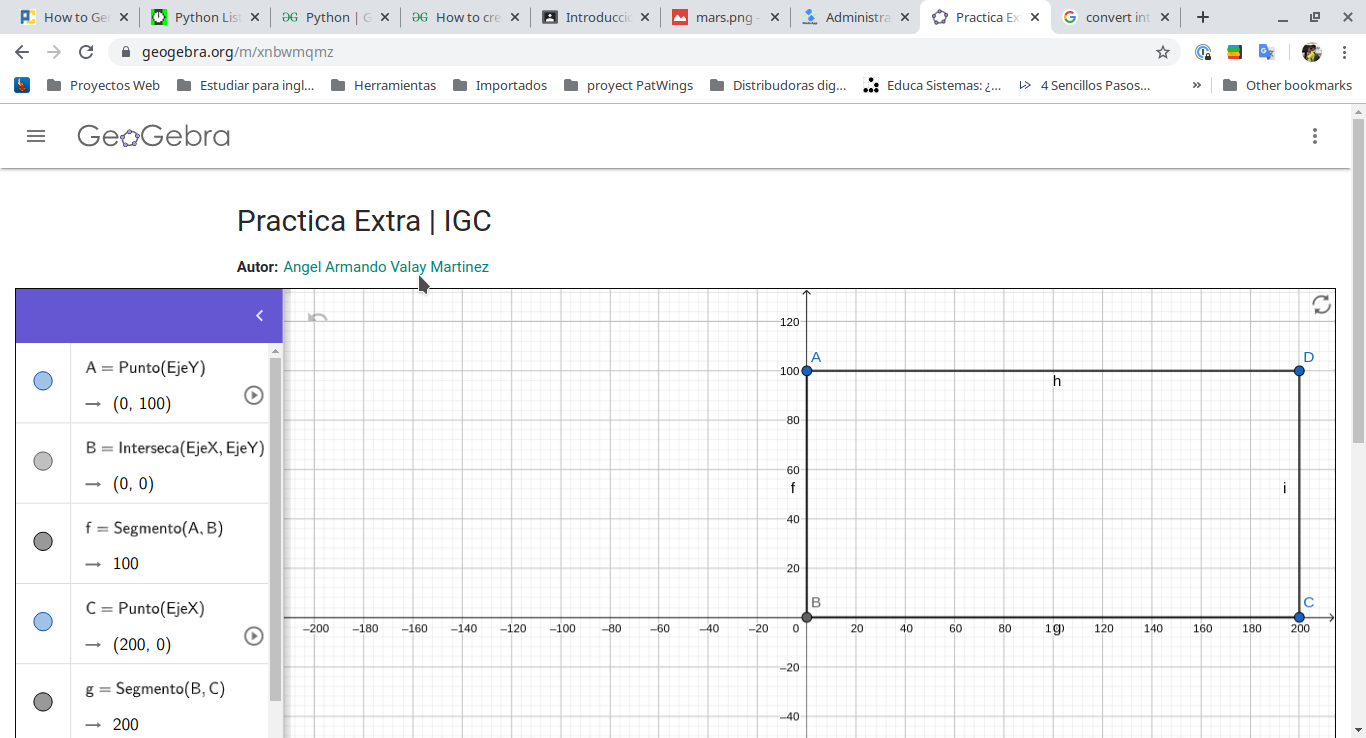 How to Ge
Python List
Python | G
How to cre
Introducció
mars.png -
Administra
Practica Ex
convert int
geogebra.org/m/xnbwmqmz
Proyectos Web
Estudiar para ingl...
Herramientas
Importados
proyect PatWings
Distribudoras dig...
Educa Sistemas: ¿...
4 Sencillos Pasos...
»
Other bookmarks
GeoGebra
Practica Extra | IGC
Autor: Angel Armando Valay Martinez
A = Punto(EjeY)
→ (0, 100)
B = Interseca(EjeX, EjeY)
→ (0, 0)
f = Segmento(A, B)
→ 100
C = Punto(EjeX)
→ (200, 0)
g = Segmento(B, C)
→ 200
120
A
D
100
h
80
60
f
i
40
20
B
C
–200 –180 –160 –140 –120 –100 –80 –60 –40 –20 0 20 40 60 80 100 120 140 160 180 200
g
–20
–40